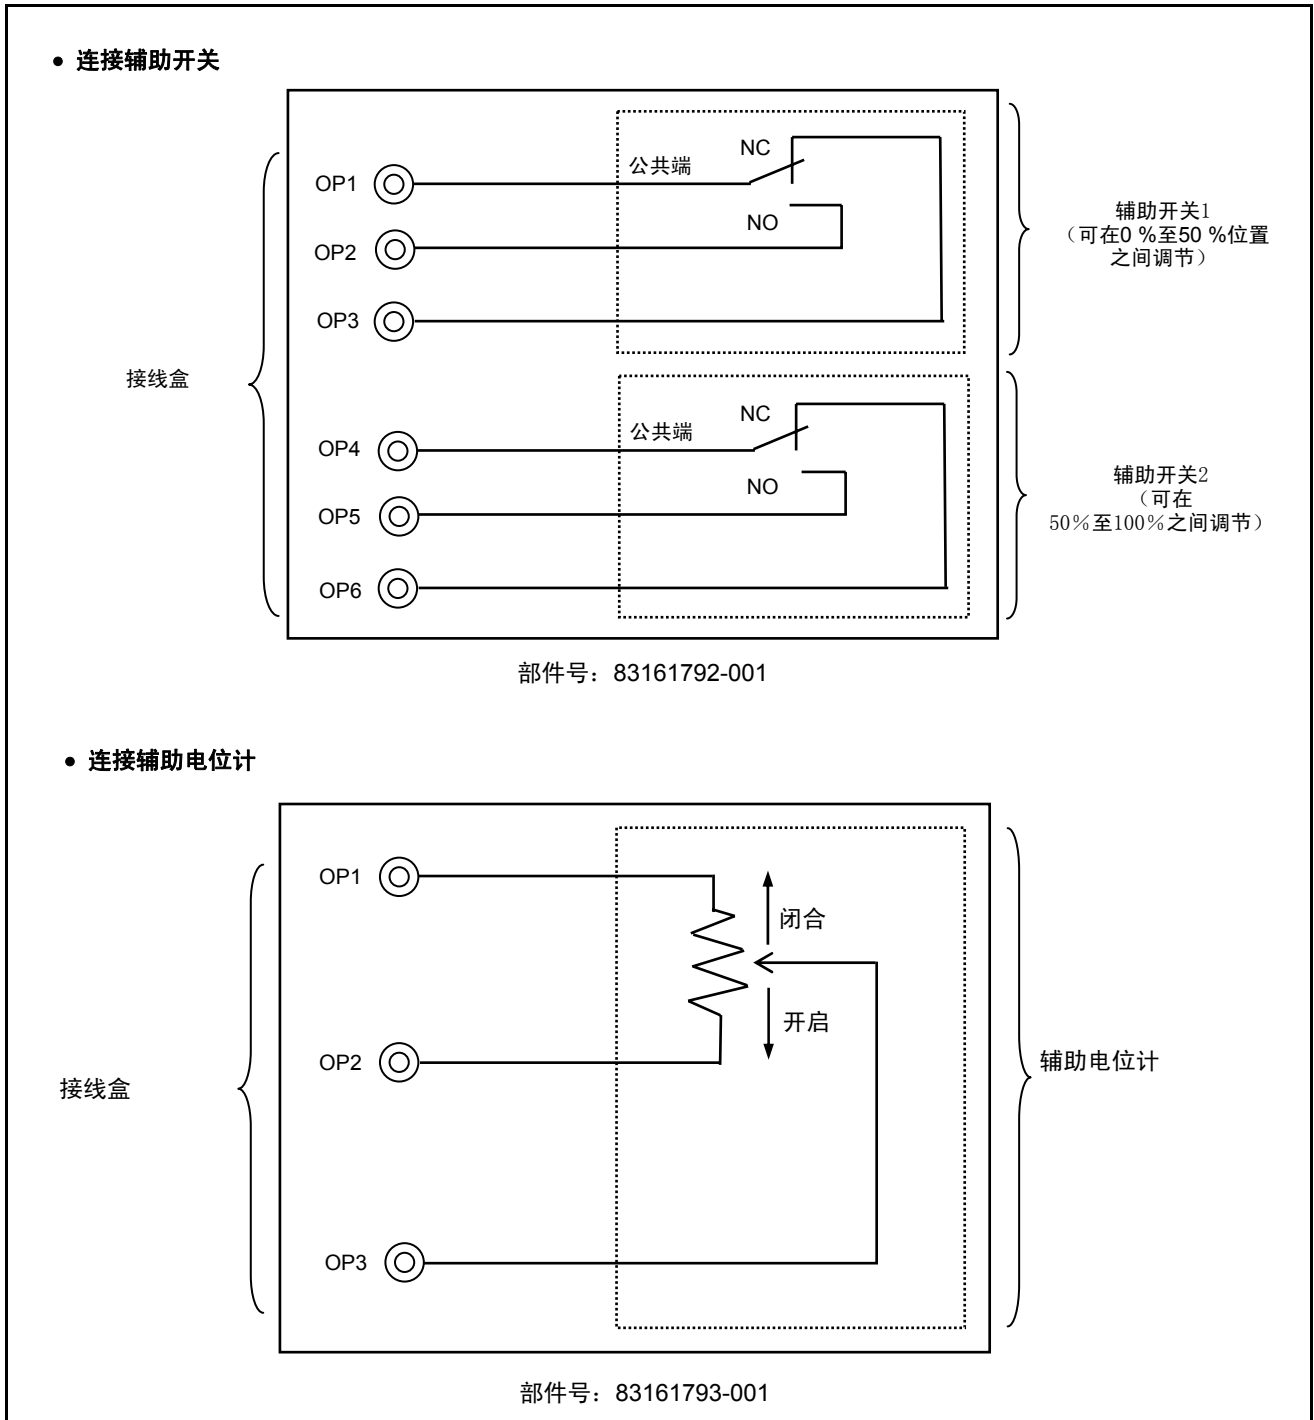 • 连接辅助开关
OP1
OP2
OP3
公共端
NC
NO
辅助开关1
（可在0 %至50 %位置
之间调节）
接线盒
OP4
OP5
OP6
公共端
NC
NO
辅助开关2
（可在
50%至100%之间调节）
部件号：83161792-001
• 连接辅助电位计
OP1
闭合
开启
OP2
接线盒
辅助电位计
OP3
部件号：83161793-001